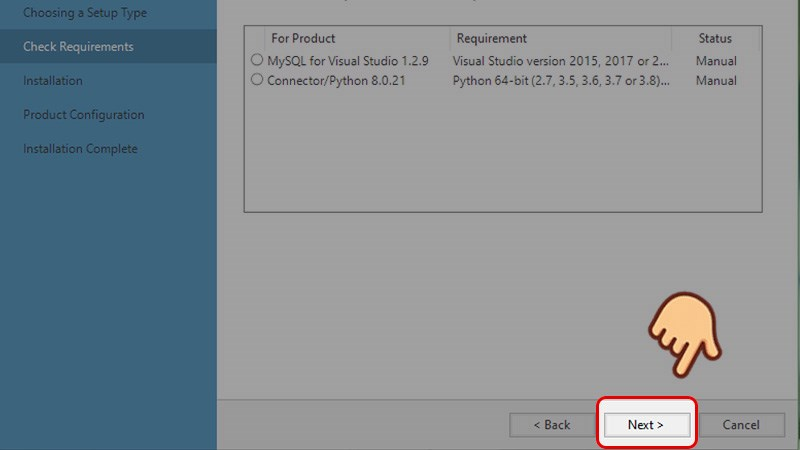 Choosing a Setup Type
Check Requirements
Installation
Product Configuration
Installation Complete
For Product Requirement Status
MySQL for Visual Studio 1.2.9 Visual Studio version 2015, 2017 or 2... Manual
Connector/Python 8.0.21 Python 64-bit (2.7, 3.5, 3.6, 3.7 or 3.8)... Manual
< Back Next > Cancel